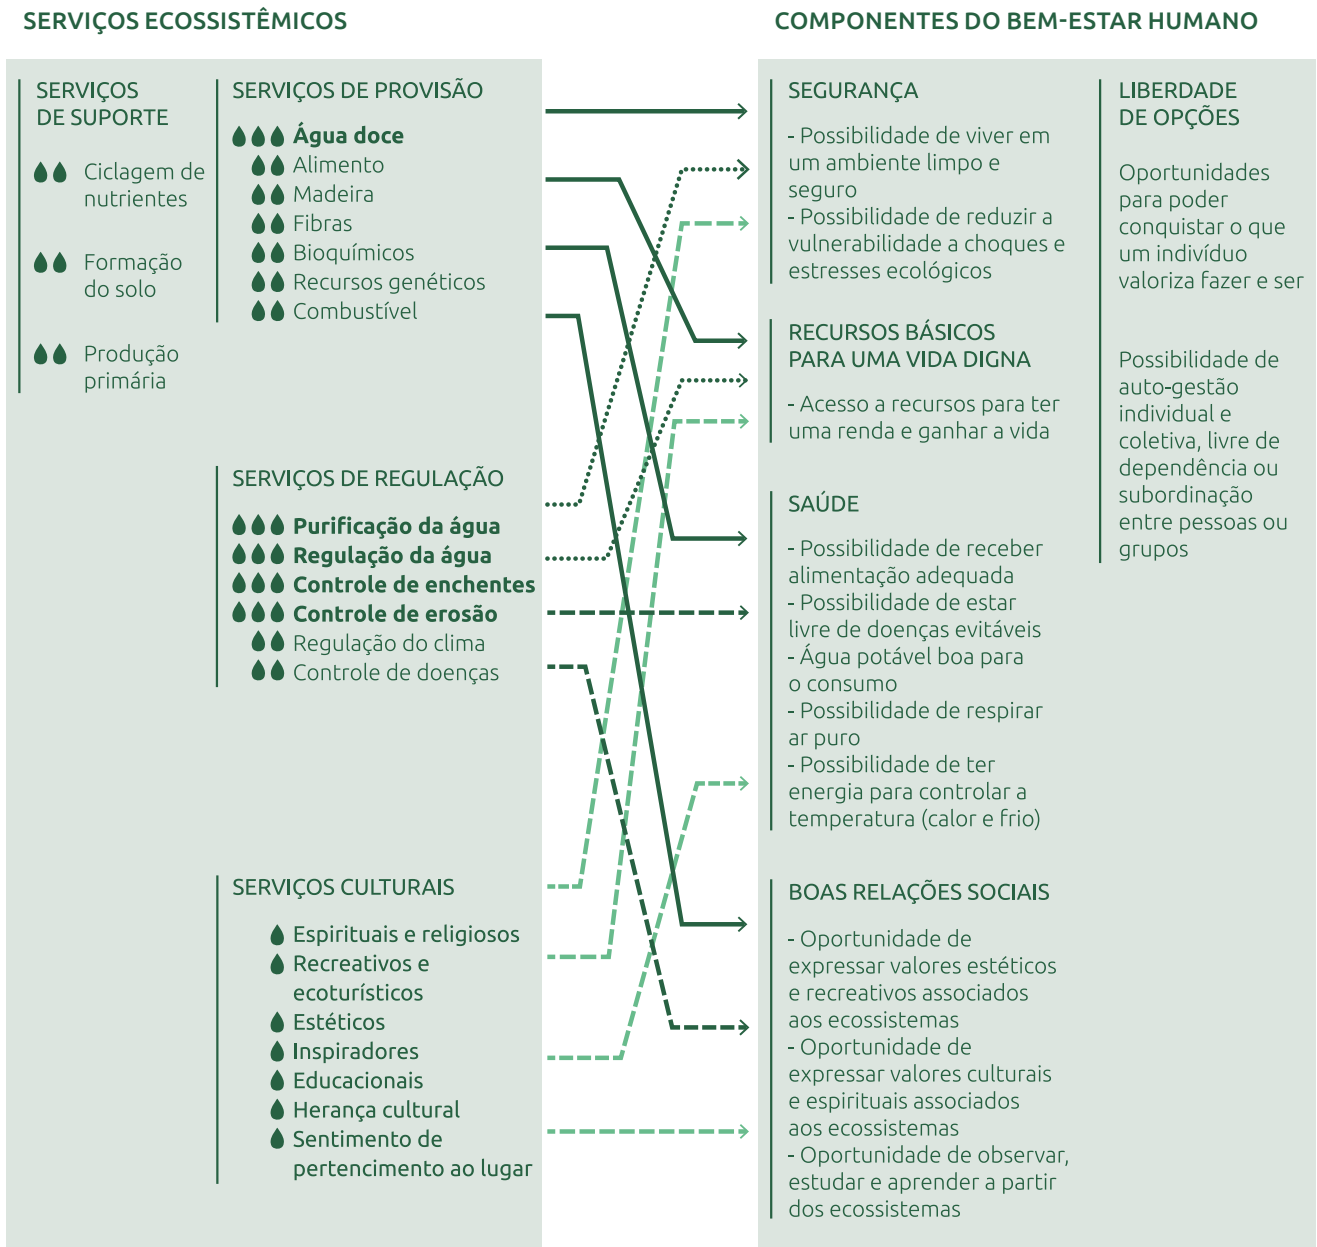 SERVIÇOS ECOSSISTÊMICOS
SERVIÇOS
DE SUPORTE
Ciclagem de
nutrientes
Formação
do solo
Produção
primária
SERVIÇOS DE PROVISÃO
Água doce
Alimento
Madeira
Fibras
Bioquímicos
Recursos genéticos
Combustível
SERVIÇOS DE REGULAÇÃO
Purificação da água
Regulação da água
Controle de enchentes
Controle de erosão
Regulação do clima
Controle de doenças
SERVIÇOS CULTURAIS
Espirituais e religiosos
Recreativos e
ecoturísticos
Estéticos
Inspiradores
Educacionais
Herança cultural
Sentimento de
pertencimento ao lugar
COMPONENTES DO BEM-ESTAR HUMANO
SEGURANÇA
- Possibilidade de viver em
um ambiente limpo e
seguro
- Possibilidade de reduzir a
vulnerabilidade a choques e
estresses ecológicos
RECURSOS BÁSICOS
PARA UMA VIDA DIGNA
- Acesso a recursos para ter
uma renda e ganhar a vida
SAÚDE
- Possibilidade de receber
alimentação adequada
- Possibilidade de estar
livre de doenças evitáveis
- Água potável boa para
o consumo
- Possibilidade de respirar
ar puro
- Possibilidade de ter
energia para controlar a
temperatura (calor e frio)
BOAS RELAÇÕES SOCIAIS
- Oportunidade de
expressar valores estéticos
e recreativos associados
aos ecossistemas
- Oportunidade de
expressar valores culturais
e espirituais associados
aos ecossistemas
- Oportunidade de observar,
estudar e aprender a partir
dos ecossistemas
LIBERDADE
DE OPÇÕES
Oportunidades
para poder
conquistar o que
um indivíduo
valoriza fazer e ser
Possibilidade de
auto-gestão
individual e
coletiva, livre de
dependência ou
subordinação
entre pessoas ou
grupos